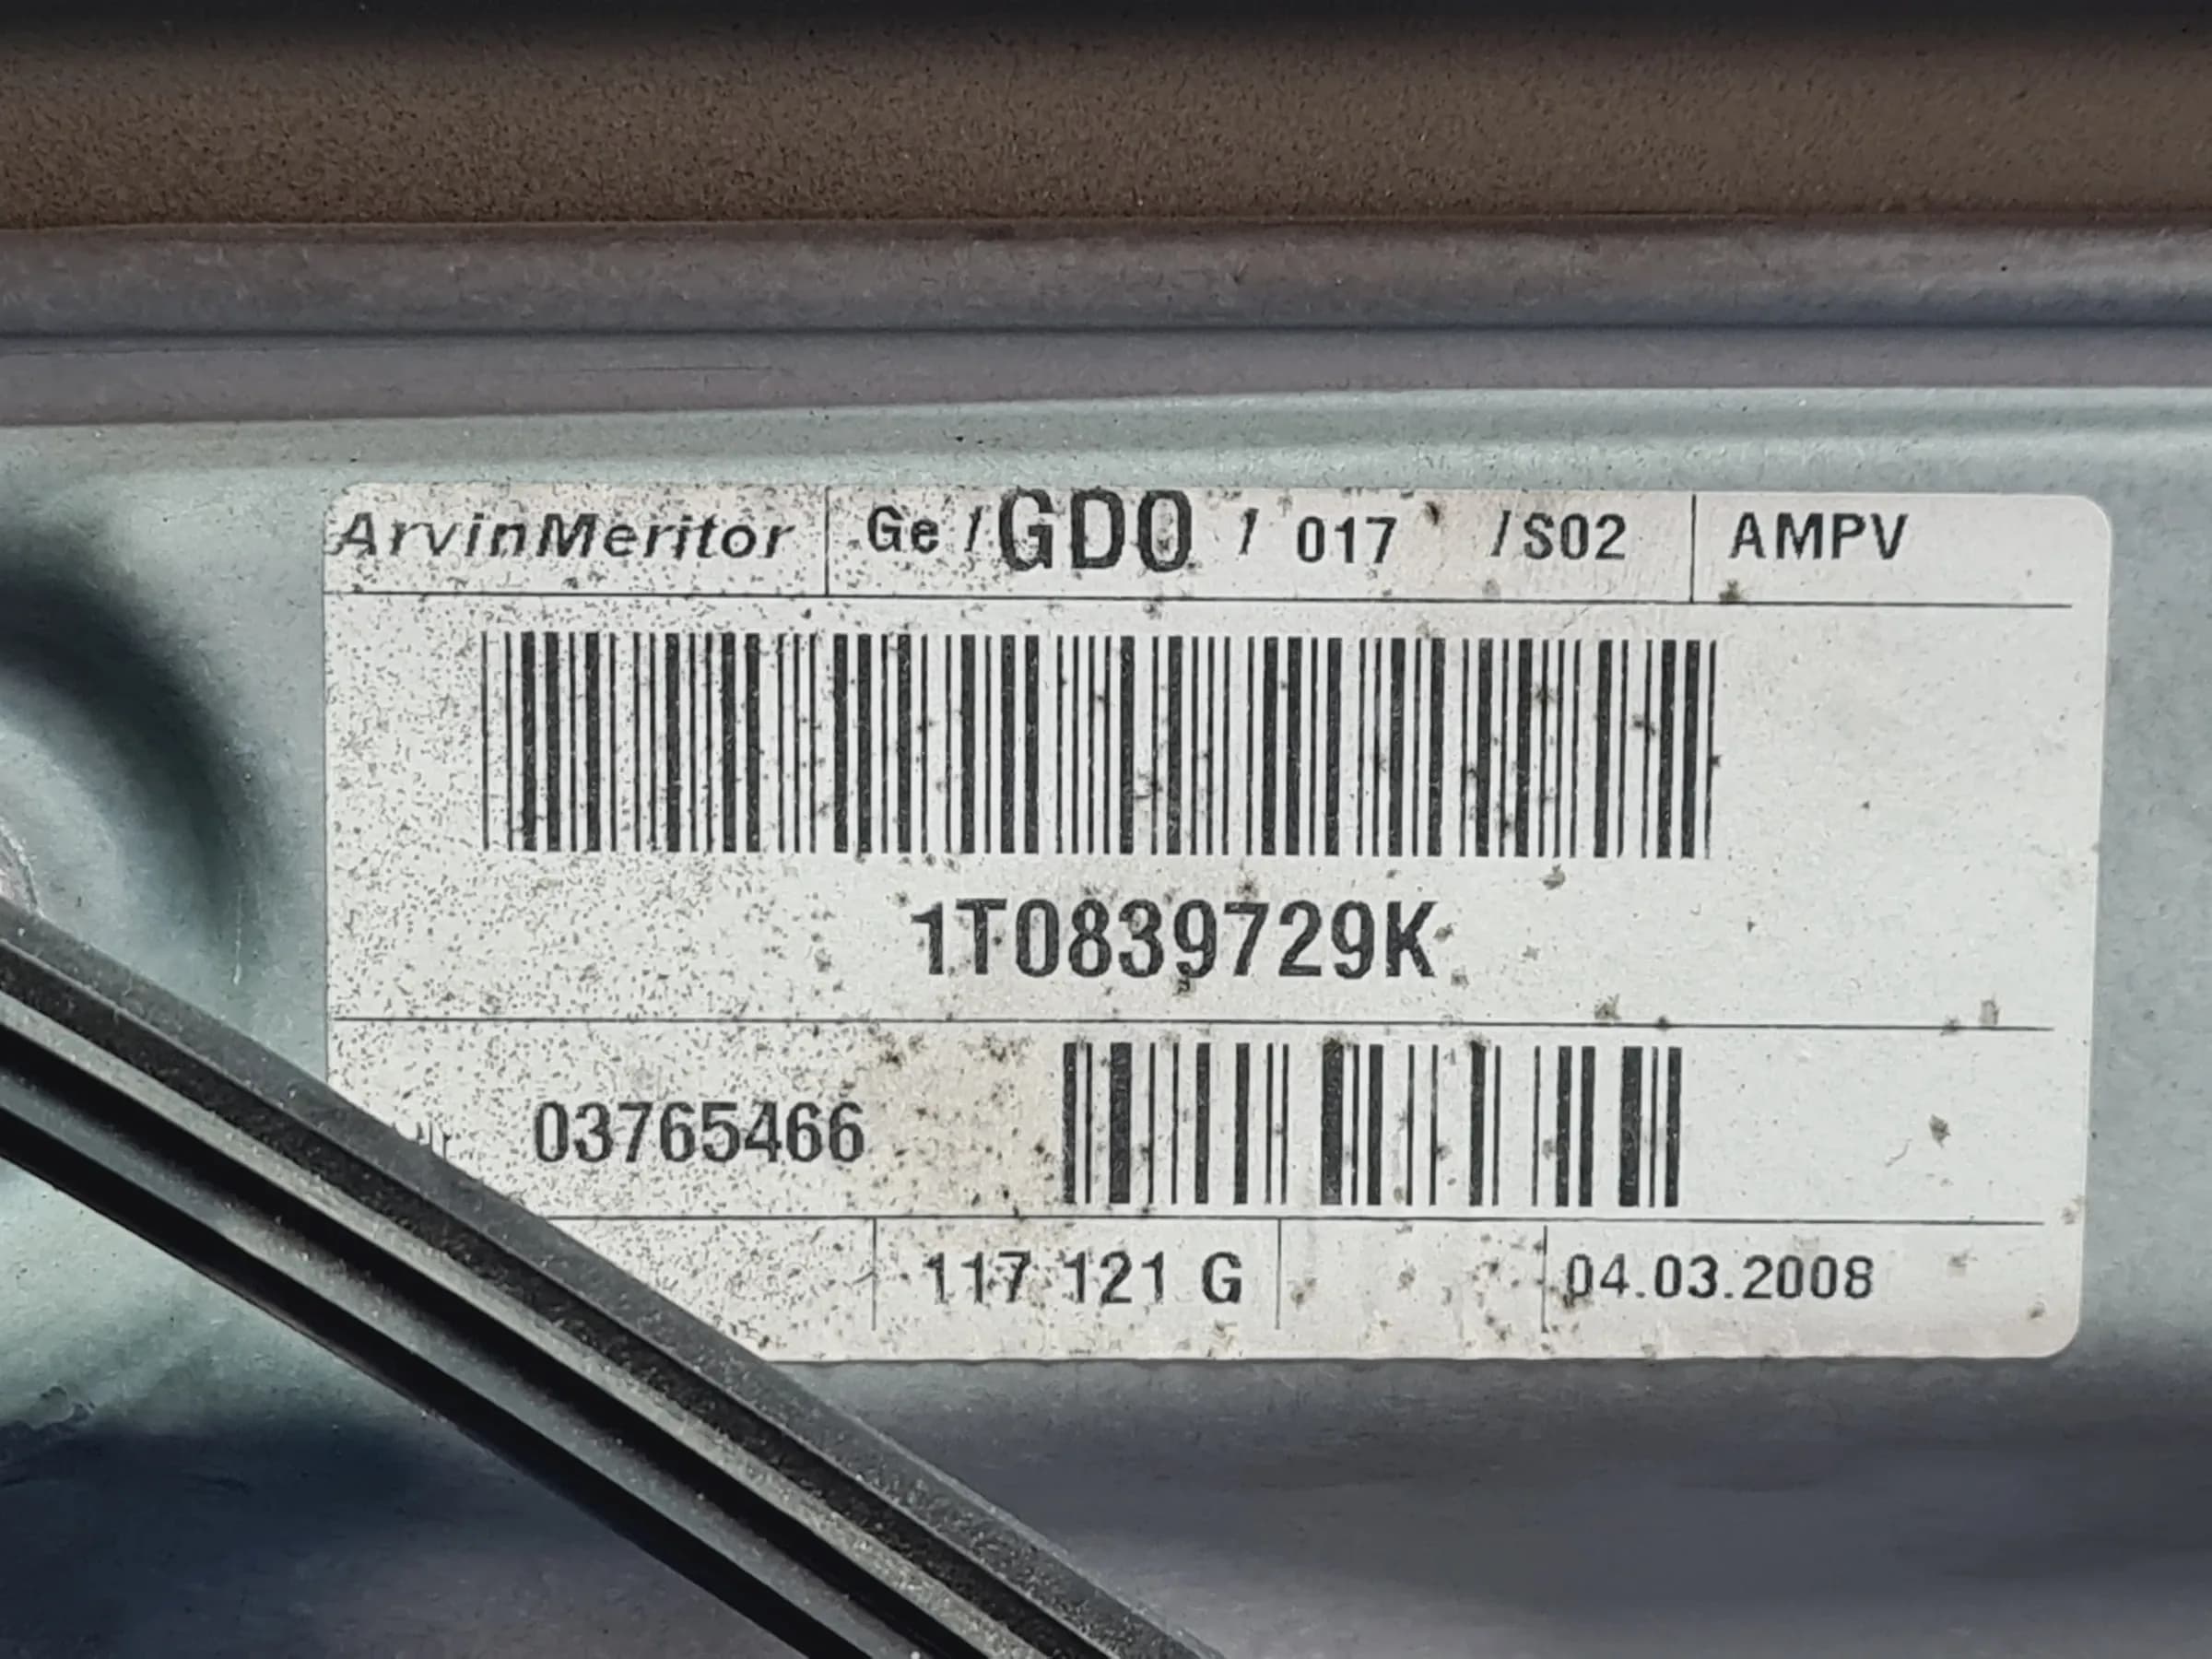 ArvinMeritor Ge / GD0 / 017 /S02 AMPV
1T0839729K
03765466
117 121 G 04.03.2008